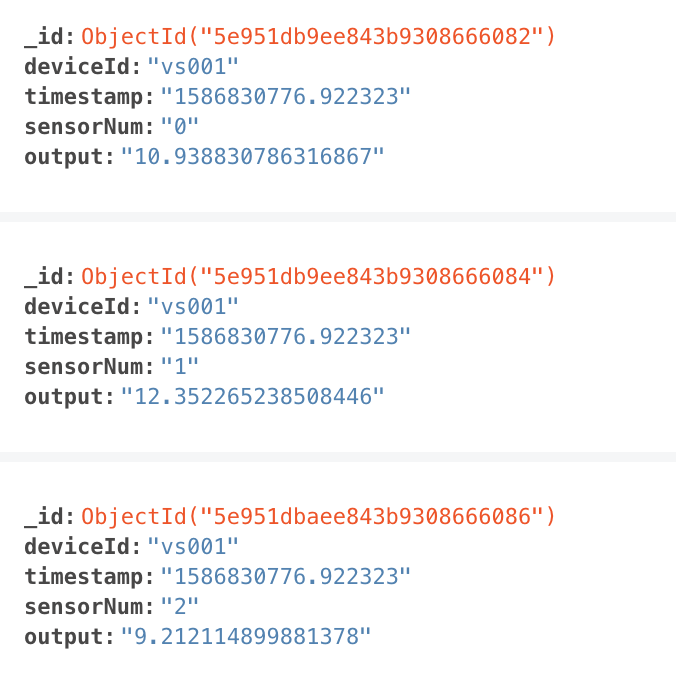 _id: ObjectId("5e951db9ee843b9308666082")
deviceId: "vs001"
timestamp: "1586830776.922323"
sensorNum: "0"
output: "10.938830786316867"
_id: ObjectId("5e951db9ee843b9308666084")
deviceId: "vs001"
timestamp: "1586830776.922323"
sensorNum: "1"
output: "12.352265238508446"
_id: ObjectId("5e951dbaee843b9308666086")
deviceId: "vs001"
timestamp: "1586830776.922323"
sensorNum: "2"
output: "9.212114899881378"